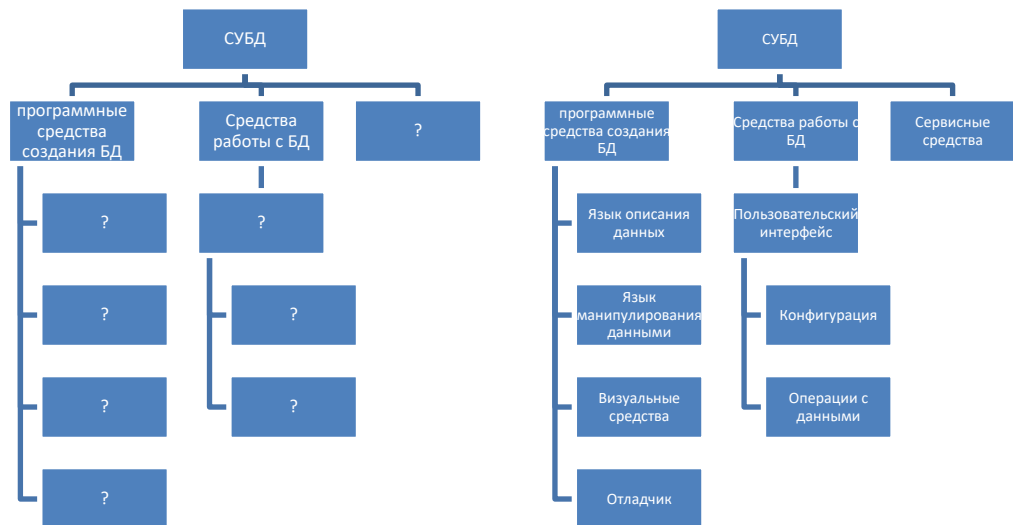 СУБД
программные
средства
создания БД
Средства
работы с БД
?
?
?
?
?
?
?
?
СУБД
программные
средства создания
БД
Средства работы с
БД
Сервисные
средства
Язык описания
данных
Пользовательский
интерфейс
Язык
манипулирования
данными
Конфигурация
Визуальные
средства
Операции с
данными
Отладчик